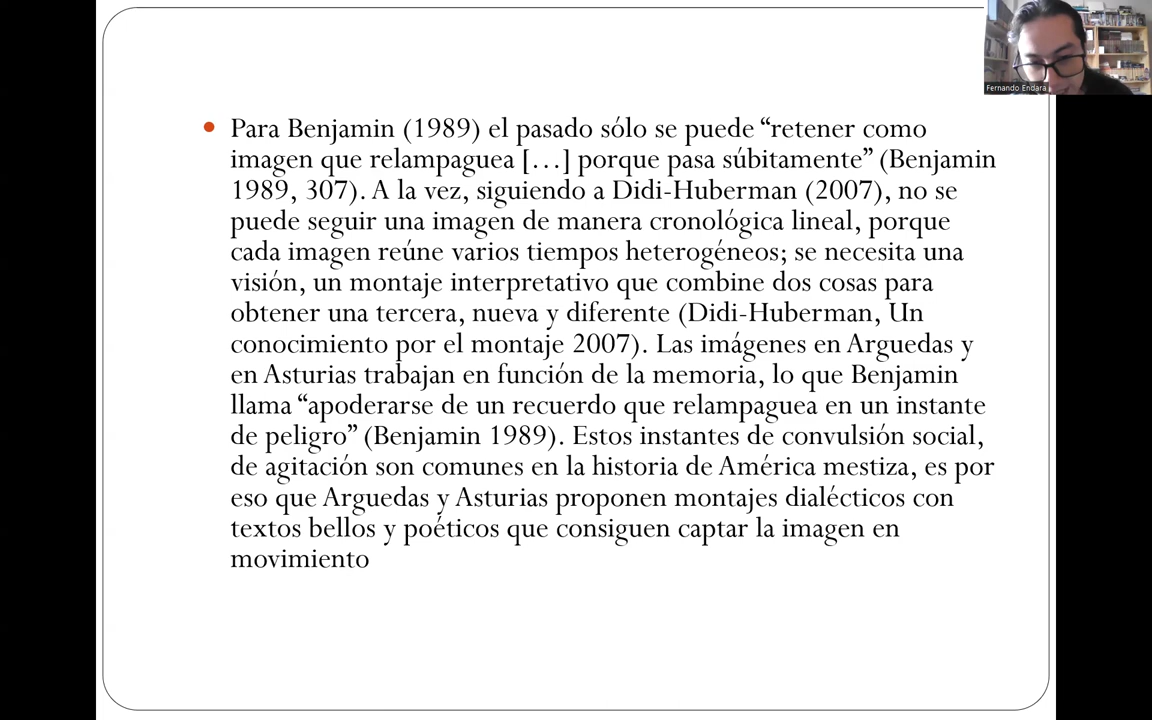 Fernando Endara
• Para Benjamin (1989) el pasado sólo se puede “retener como
imagen que relampaguea […] porque pasa súbitamente” (Benjamin
1989, 307). A la vez, siguiendo a Didi-Huberman (2007), no se
puede seguir una imagen de manera cronológica lineal, porque
cada imagen reúne varios tiempos heterogéneos; se necesita una
visión, un montaje interpretativo que combine dos cosas para
obtener una tercera, nueva y diferente (Didi-Huberman, Un
conocimiento por el montaje 2007). Las imágenes en Arguedas y
en Asturias trabajan en función de la memoria, lo que Benjamin
llama “apoderarse de un recuerdo que relampaguea en un instante
de peligro” (Benjamin 1989). Estos instantes de convulsión social,
de agitación son comunes en la historia de América mestiza, es por
eso que Arguedas y Asturias proponen montajes dialécticos con
textos bellos y poéticos que consiguen captar la imagen en
movimiento